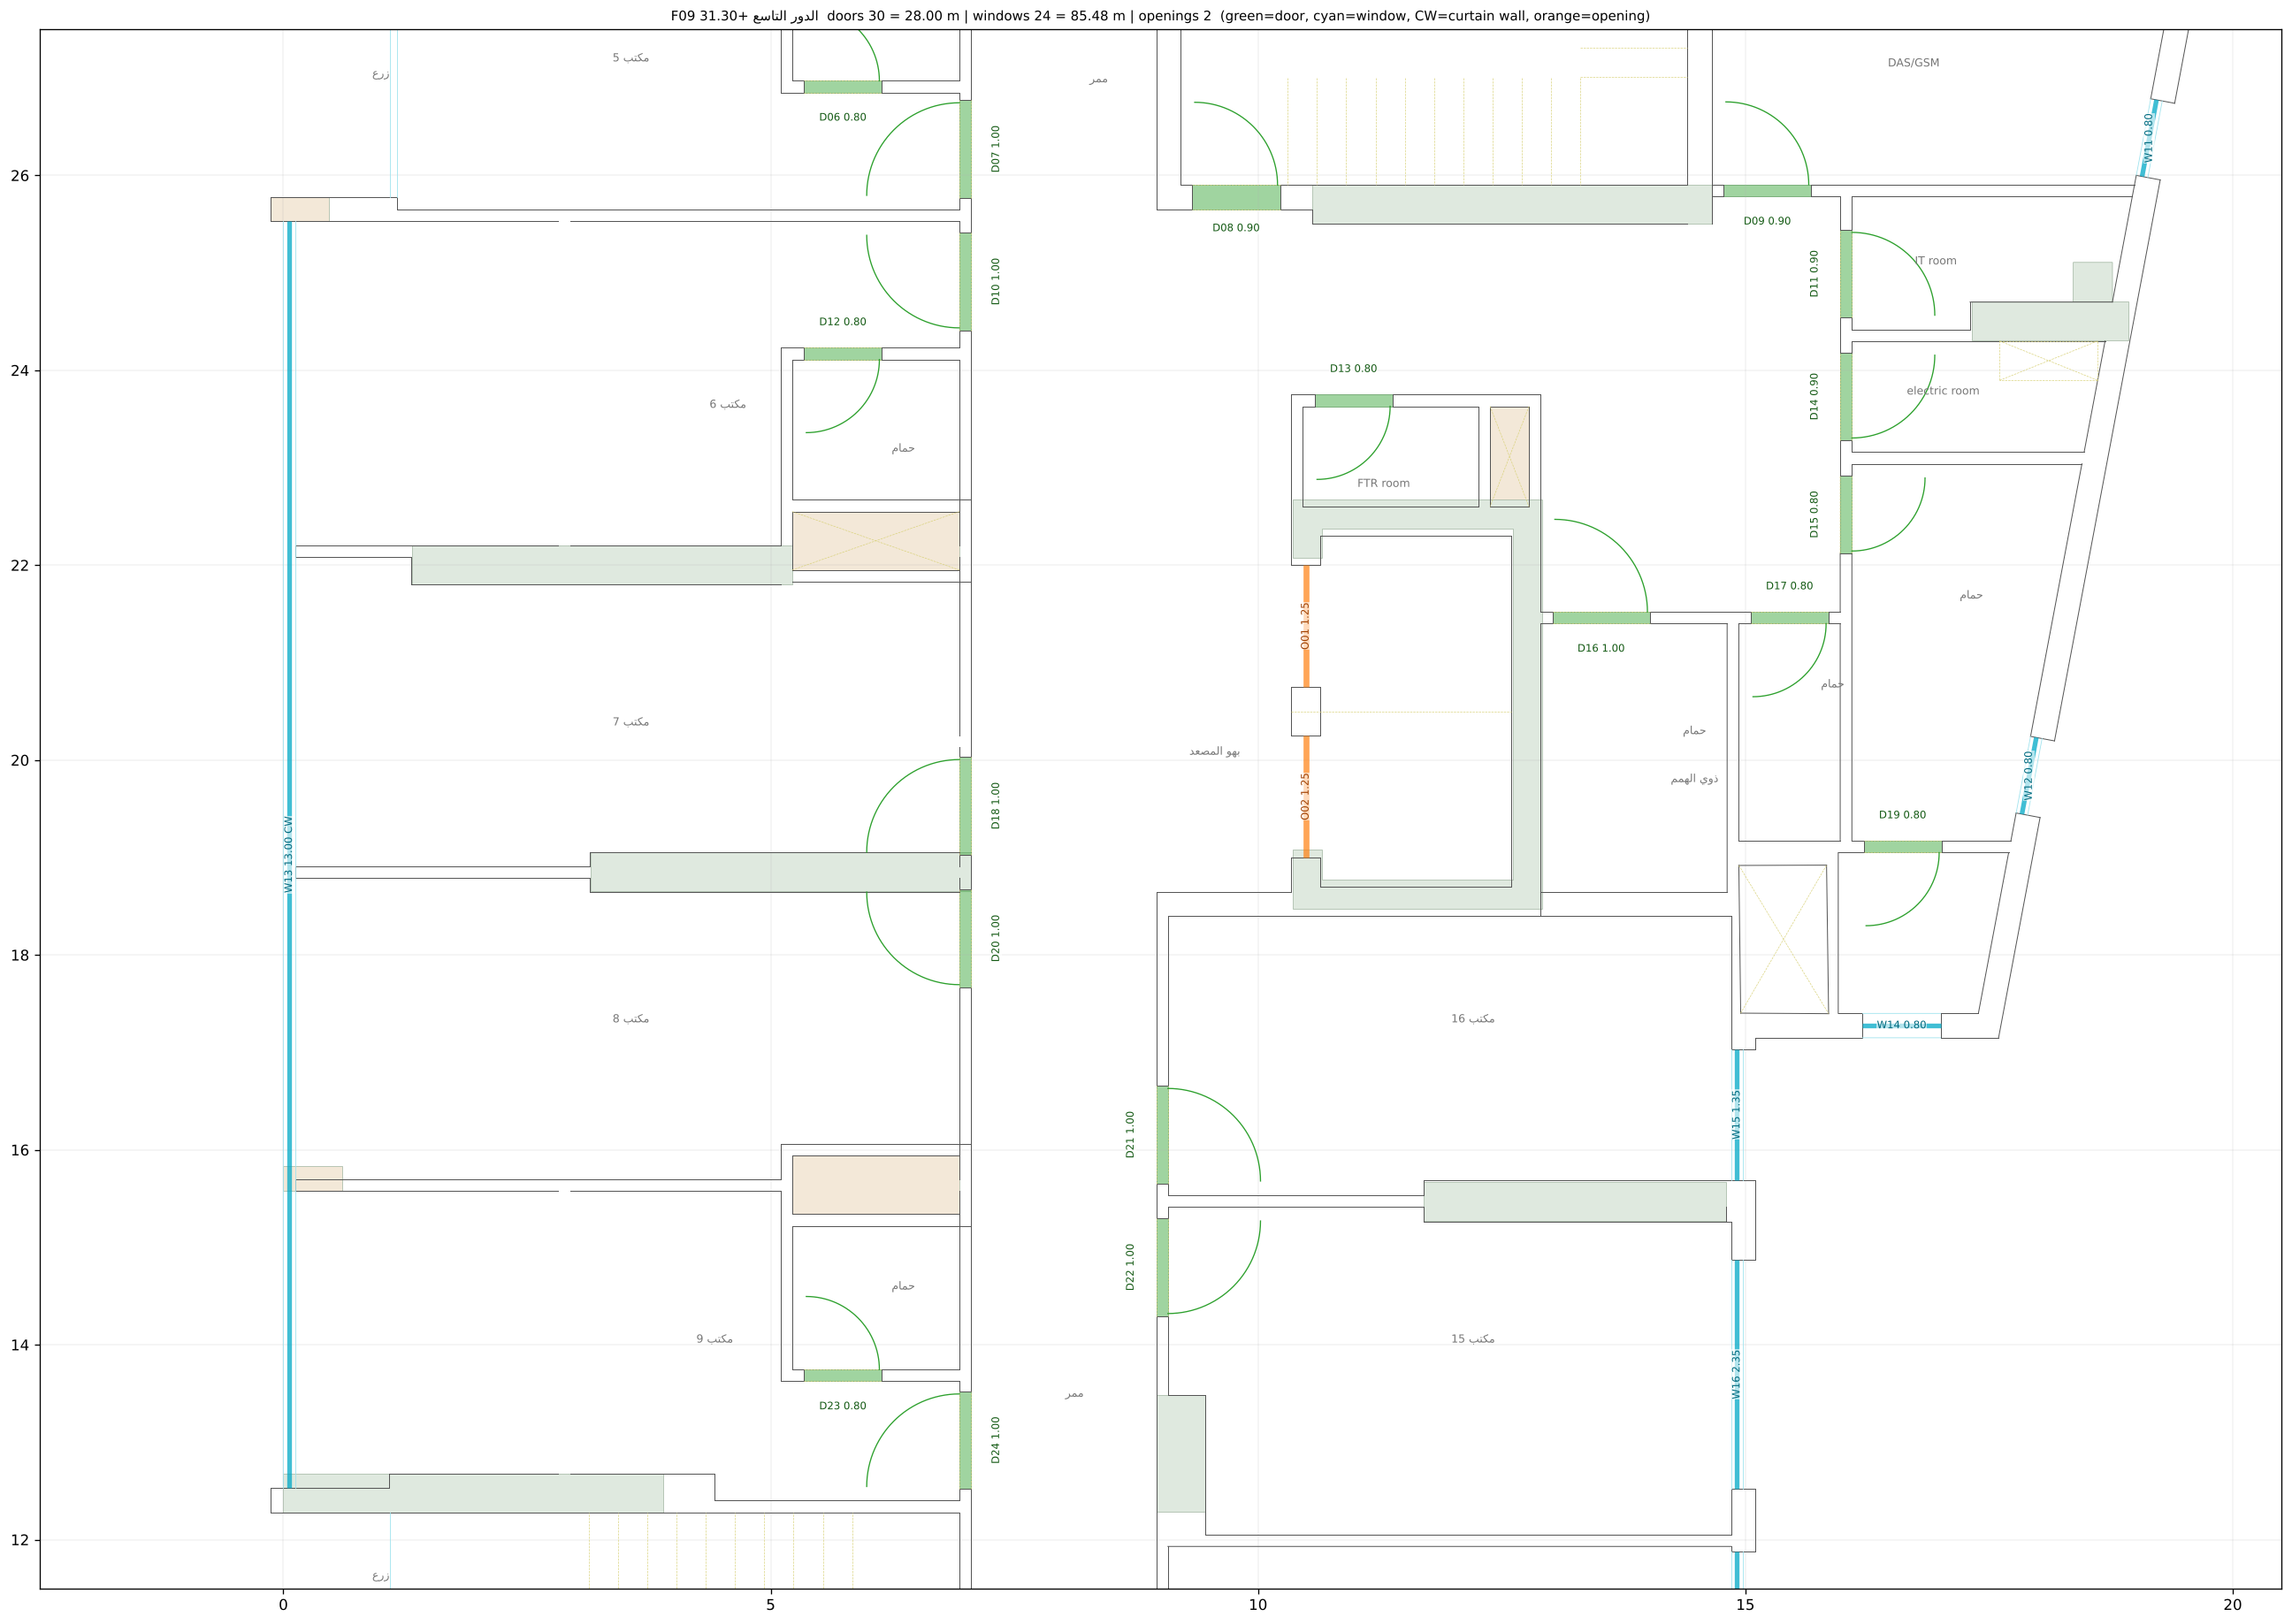 F09 31.30+ الدور التاسع doors 30 = 28.00 m | windows 24 = 85.48 m | openings 2 (green=door, cyan=window, CW=curtain wall, orange=opening)
مكتب 5
DAS/GSM
زرع
ممر
D06 0.80
D07 1.00
W11 0.80
26
D08 0.90
D09 0.90
D10 1.00
D11 0.90
IT room
D12 0.80
24
D13 0.80
D14 0.90
electric room
مكتب 6
حمام
FTR room
D15 0.80
22
D17 0.80
حمام
O01 1.25
D16 1.00
حمام
مكتب 7
حمام
بهو المصعد
20
ذوي الهمم
W12 0.80
O02 1.25
D18 1.00
D19 0.80
W13 13.00 CW
D20 1.00
18
مكتب 8
مكتب 16
W14 0.80
D21 1.00
W15 1.35
16
D22 1.00
حمام
14
مكتب 9
مكتب 15
W16 2.35
ممر
D23 0.80
D24 1.00
12
زرع
0
5
10
15
20